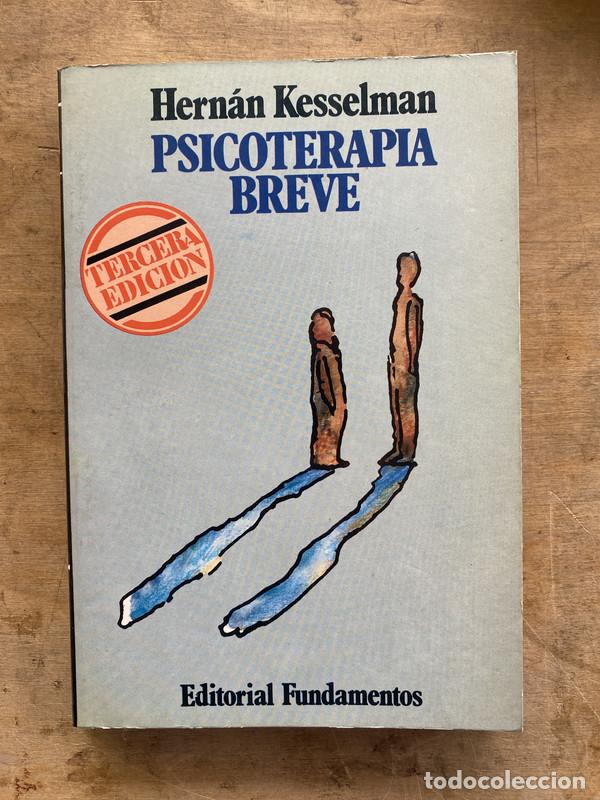 Hernán Kesselman
PSICOTERAPIA
BREVE
TERCERA
EDICION
Editorial Fundamentos
todocoleccion